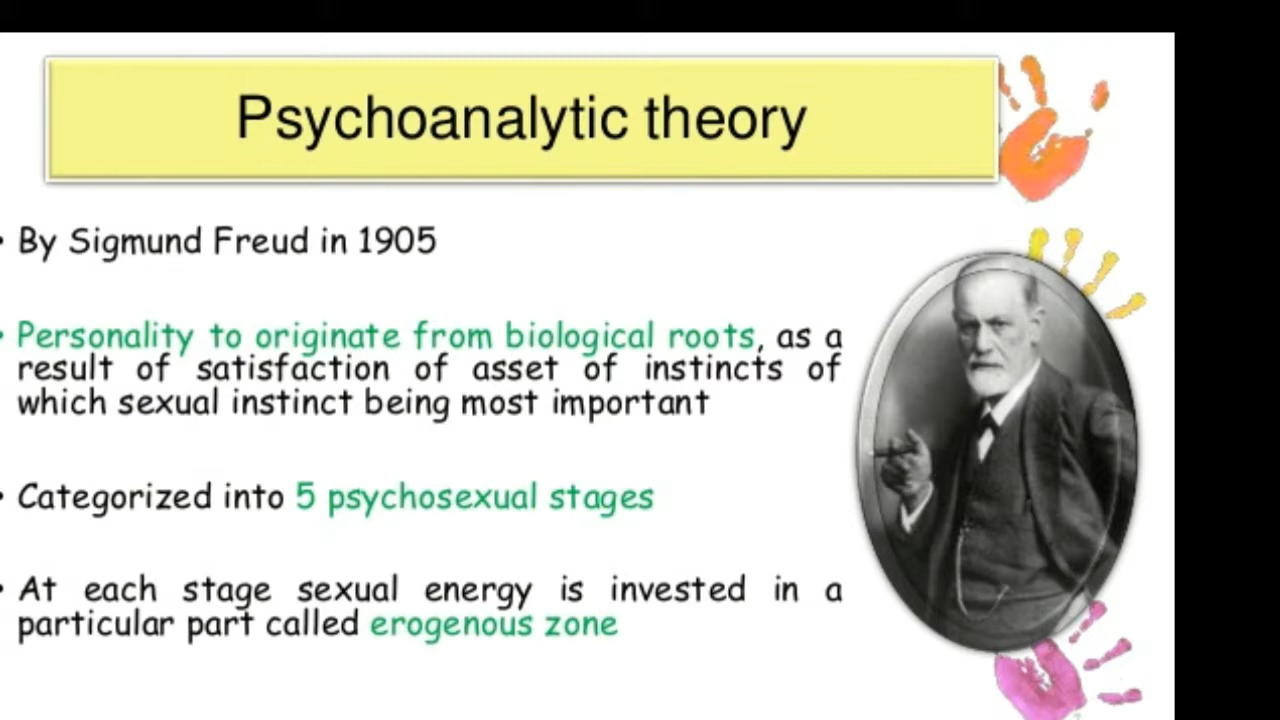 Psychoanalytic theory
• By Sigmund Freud in 1905
• Personality to originate from biological roots, as a
result of satisfaction of asset of instincts of
which sexual instinct being most important
• Categorized into 5 psychosexual stages
• At each stage sexual energy is invested in a
particular part called erogenous zone